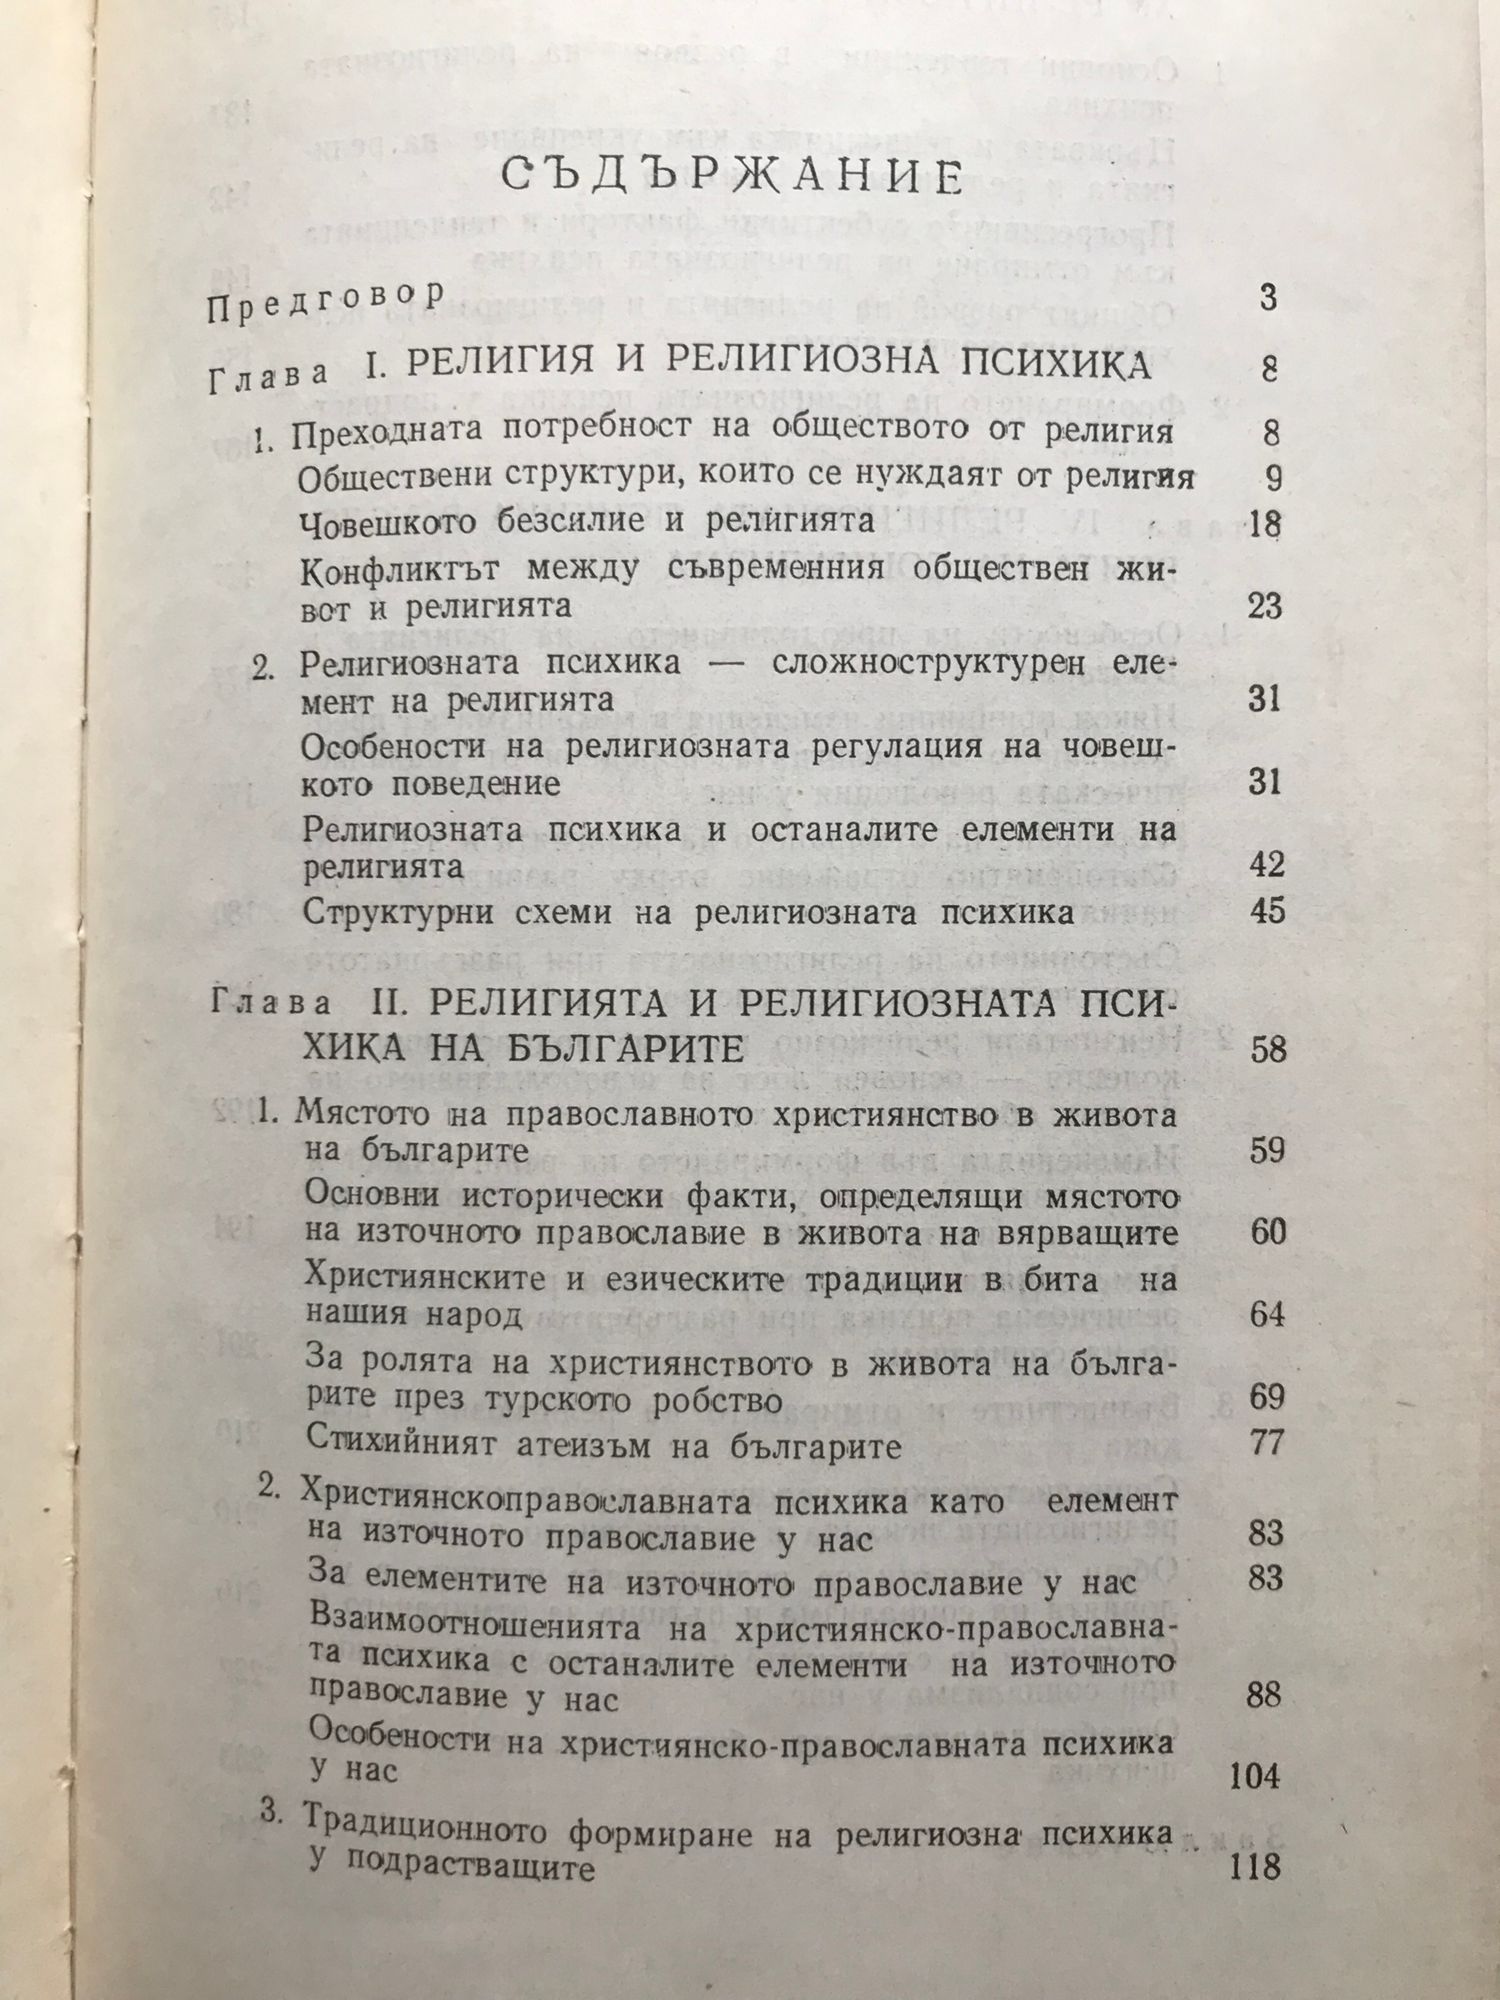 СЪДЪРЖАНИЕ
Предговор 3
Глава I. РЕЛИГИЯ И РЕЛИГИОЗНА ПСИХИКА 8
1. Преходната потребност на обществото от религия 8
Обществени структури, които се нуждаят от религия 9
Човешкото безсилие и религията 18
Конфликтът между съвременния обществен жи-
вот и религията 23
2. Религиозната психика — сложноструктурен еле-
мент на религията 31
Особености на религиозната регулация на човеш-
кото поведение 31
Религиозната психика и останалите елементи на
религията 42
Структурни схеми на религиозната психика 45
Глава II. РЕЛИГИЯТА И РЕЛИГИОЗНАТА ПСИ-
ХИКА НА БЪЛГАРИТЕ 58
1. Мястото на православното християнство в живота
на българите 59
Основни исторически факти, определящи мястото
на източното православие в живота на вярващите 60
Християнските и езическите традиции в бита на
нашия народ 64
За ролята на християнството в живота на бълга-
рите през турското робство 69
Стихийният атеизъм на българите 77
2. Християнскоправославната психика като елемент
на източното православие у нас 83
За елементите на източното православие у нас 83
Взаимоотношенията на християнско-православна-
та психика с останалите елементи на източното
православие у нас 88
Особености на християнско-православната психика
у нас 104
3. Традиционното формиране на религиозна психика
у подрастващите 118